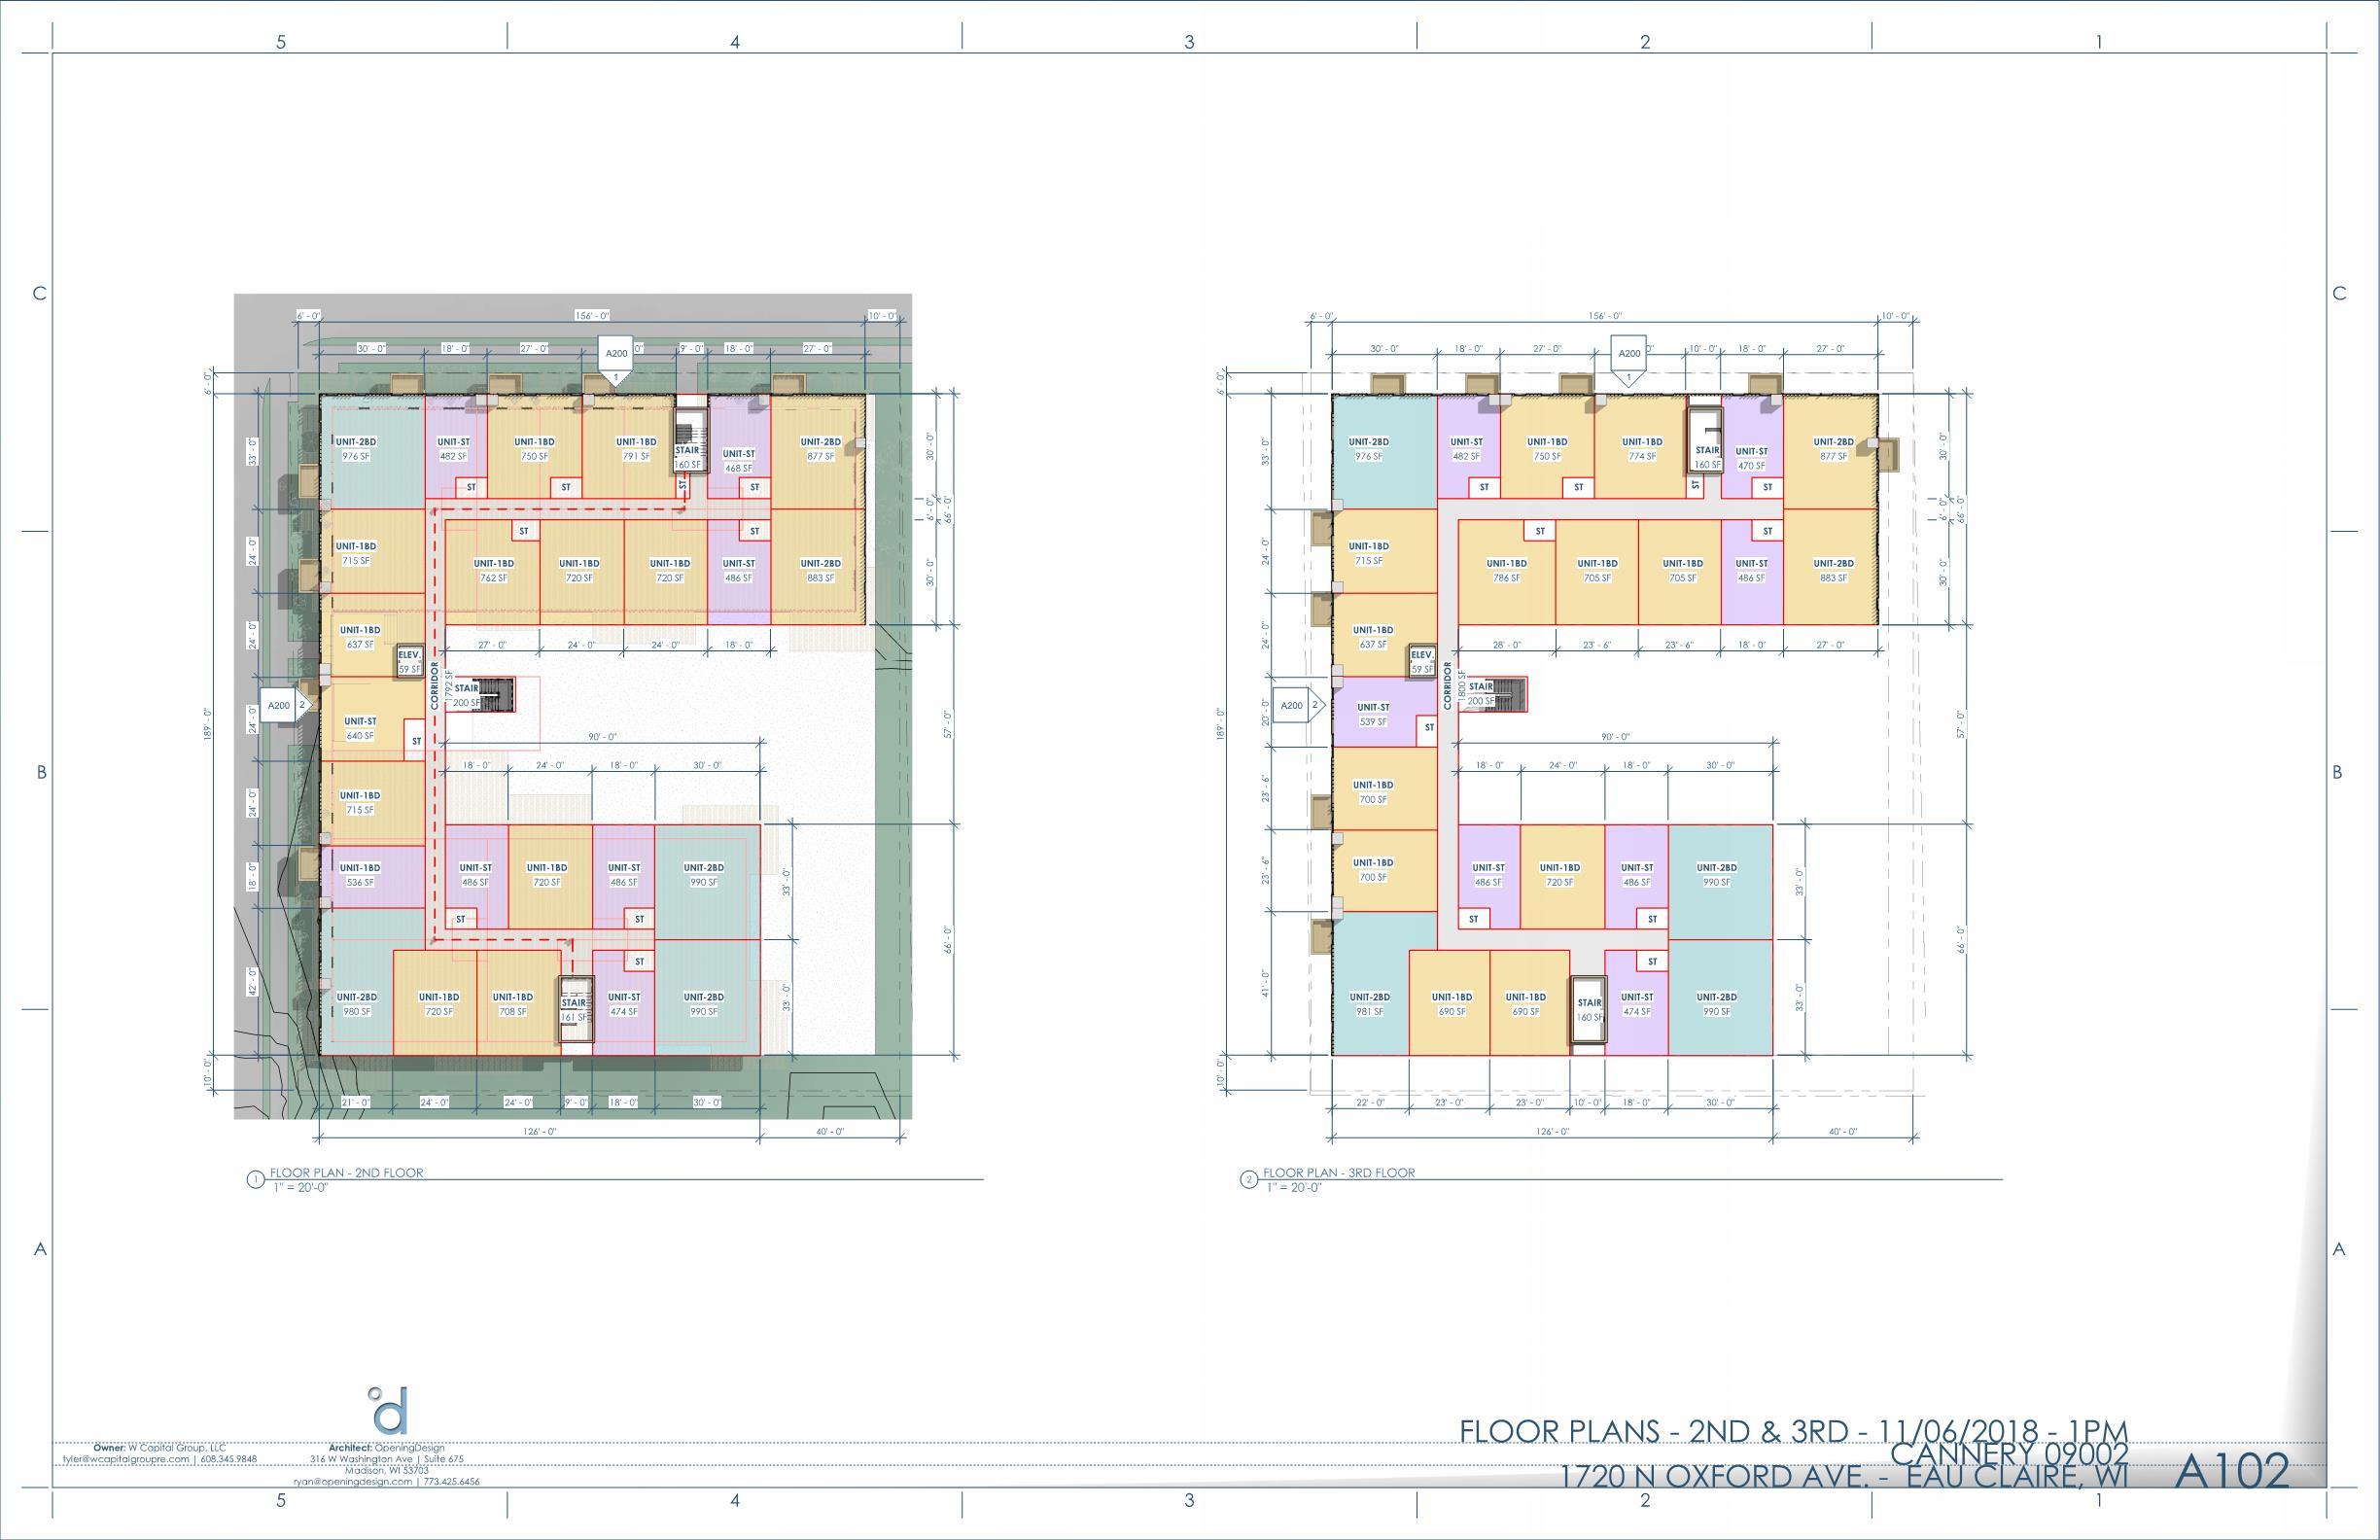 5
4
3
2
1
C
C
B
B
A
A
6' - 0"
156' - 0"
10' - 0"
30' - 0"
18' - 0"
27' - 0"
A200
1
0"
9' - 0"
18' - 0"
27' - 0"
6' - 0"
33' - 0"
24' - 0"
24' - 0"
24' - 0"
24' - 0"
18' - 0"
42' - 0"
189' - 0"
10' - 0"
30' - 0"
6' - 0"
66' - 0"
30' - 0"
57' - 0"
66' - 0"
UNIT-2BD
976 SF
UNIT-ST
482 SF
ST
UNIT-1BD
750 SF
ST
UNIT-1BD
791 SF
STAIR
160 SF
ST
UNIT-ST
468 SF
ST
UNIT-2BD
877 SF
UNIT-1BD
715 SF
ST
UNIT-1BD
762 SF
UNIT-1BD
720 SF
UNIT-1BD
720 SF
ST
UNIT-ST
486 SF
UNIT-2BD
883 SF
UNIT-1BD
637 SF
ELEV.
59 SF
27' - 0"
24' - 0"
24' - 0"
18' - 0"
CORRIDOR
1792 SF
STAIR
200 SF
A200
2
UNIT-ST
640 SF
ST
90' - 0"
18' - 0"
24' - 0"
18' - 0"
30' - 0"
UNIT-1BD
715 SF
UNIT-1BD
536 SF
UNIT-ST
486 SF
ST
UNIT-1BD
720 SF
UNIT-ST
486 SF
ST
UNIT-2BD
990 SF
33' - 0"
UNIT-2BD
980 SF
UNIT-1BD
720 SF
UNIT-1BD
708 SF
STAIR
161 SF
ST
UNIT-ST
474 SF
UNIT-2BD
990 SF
33' - 0"
21' - 0"
24' - 0"
24' - 0"
9' - 0"
18' - 0"
30' - 0"
126' - 0"
40' - 0"
1
FLOOR PLAN - 2ND FLOOR
1" = 20'-0"
6' - 0"
156' - 0"
10' - 0"
30' - 0"
18' - 0"
27' - 0"
A200
1
0"
10' - 0"
18' - 0"
27' - 0"
6' - 0"
33' - 0"
24' - 0"
24' - 0"
20' - 0"
23' - 6"
23' - 6"
41' - 0"
189' - 0"
10' - 0"
30' - 0"
6' - 0"
66' - 0"
30' - 0"
57' - 0"
66' - 0"
UNIT-2BD
976 SF
UNIT-ST
482 SF
ST
UNIT-1BD
750 SF
ST
UNIT-1BD
774 SF
STAIR
160 SF
ST
UNIT-ST
470 SF
ST
UNIT-2BD
877 SF
UNIT-1BD
715 SF
ST
UNIT-1BD
786 SF
UNIT-1BD
705 SF
UNIT-1BD
705 SF
ST
UNIT-ST
486 SF
UNIT-2BD
883 SF
UNIT-1BD
637 SF
ELEV.
59 SF
28' - 0"
23' - 6"
23' - 6"
18' - 0"
27' - 0"
CORRIDOR
1800 SF
STAIR
200 SF
A200
2
UNIT-ST
539 SF
ST
90' - 0"
18' - 0"
24' - 0"
18' - 0"
30' - 0"
UNIT-1BD
700 SF
UNIT-1BD
700 SF
UNIT-ST
486 SF
ST
UNIT-1BD
720 SF
UNIT-ST
486 SF
ST
UNIT-2BD
990 SF
33' - 0"
UNIT-2BD
981 SF
UNIT-1BD
690 SF
UNIT-1BD
690 SF
STAIR
160 SF
ST
UNIT-ST
474 SF
UNIT-2BD
990 SF
33' - 0"
22' - 0"
23' - 0"
23' - 0"
10' - 0"
18' - 0"
30' - 0"
126' - 0"
40' - 0"
2
FLOOR PLAN - 3RD FLOOR
1" = 20'-0"
d
Owner: W Capital Group, LLC
tyler@wcapitalgroupre.com | 608.345.9848
Architect: OpeningDesign
316 W Washington Ave | Suite 675
Madison, WI 53703
ryan@openingdesign.com | 773.425.6456
FLOOR PLANS - 2ND & 3RD - 11/06/2018 - 1PM
CANNERY 09002
1720 N OXFORD AVE. - EAU CLAIRE, WI
A102
5
4
3
2
1